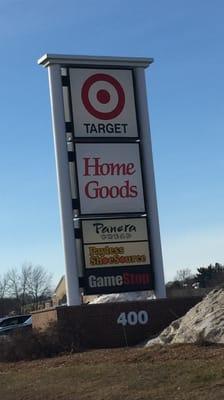 TARGET
Home
Goods
Panera
BREAD
Payless
ShoeSource
GameStop
400